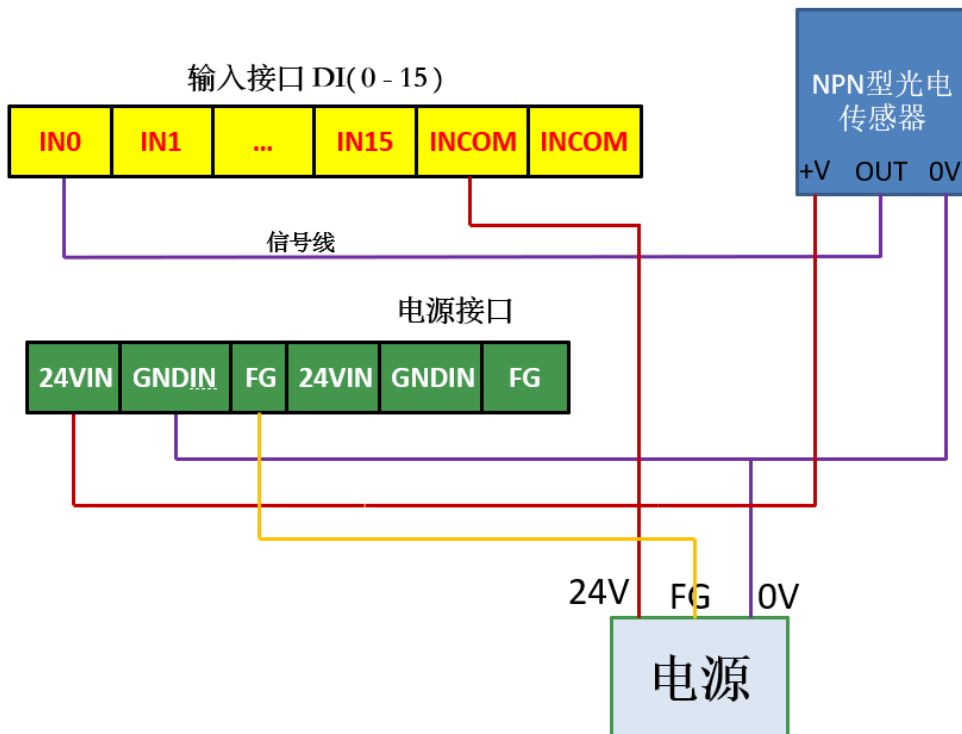 NPN型光电
传感器
+V OUT 0V
输入接口 DI( 0 - 15 )
IN0 IN1 ... IN15 INCOM INCOM
信号线
电源接口
24VIN GNDIN FG 24VIN GNDIN FG
24V FG 0V
电源